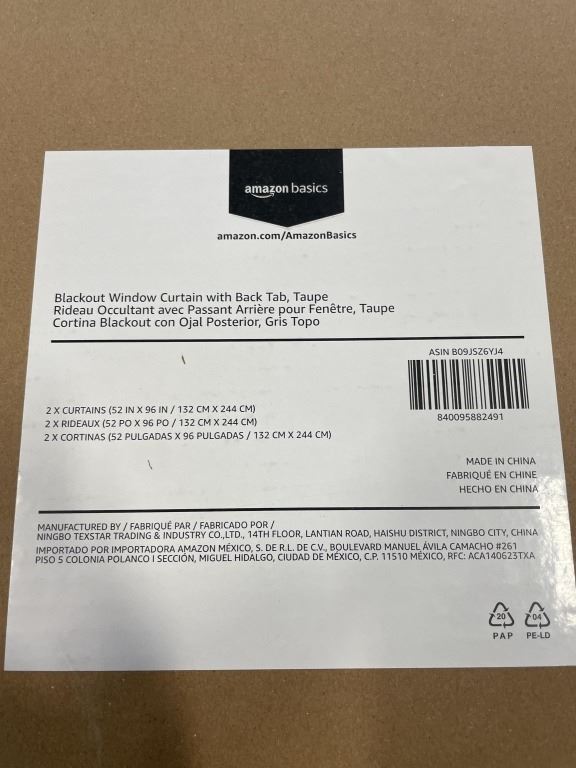 amazon basics
amazon.com/AmazonBasics
Blackout Window Curtain with Back Tab, Taupe
Rideau Occultant avec Passant Arrière pour Fenêtre, Taupe
Cortina Blackout con Ojal Posterior, Gris Topo
ASIN B09JSZ6YJ4
840095882491
2 X CURTAINS (52 IN X 96 IN / 132 CM X 244 CM)
2 X RIDEAUX (52 PO X 96 PO / 132 CM X 244 CM)
2 X CORTINAS (52 PULGADAS X 96 PULGADAS / 132 CM X 244 CM)
MADE IN CHINA
FABRIQUÉ EN CHINE
HECHO EN CHINA
MANUFACTURED BY / FABRIQUÉ PAR / FABRICADO POR /
NINGBO TEXSTAR TRADING & INDUSTRY CO.,LTD., 14TH FLOOR, LANTIAN ROAD, HAISHU DISTRICT, NINGBO CITY, CHINA
IMPORTADO POR IMPORTADORA AMAZON MÉXICO, S. DE R.L. DE C.V., BOULEVARD MANUEL ÁVILA CAMACHO #261
PISO 5 COLONIA POLANCO I SECCIÓN, MIGUEL HIDALGO, CIUDAD DE MÉXICO, C.P. 11510 MÉXICO, RFC: ACA140623TXA
20 04
PAP PE-LD